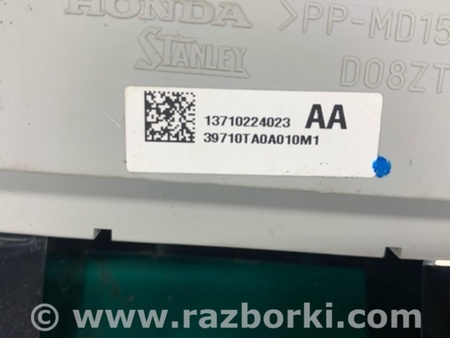 HONDA >PP-MD15
STANLEY D08ZT
13710224023 AA
39710TA0A010M1
www.razborki.com